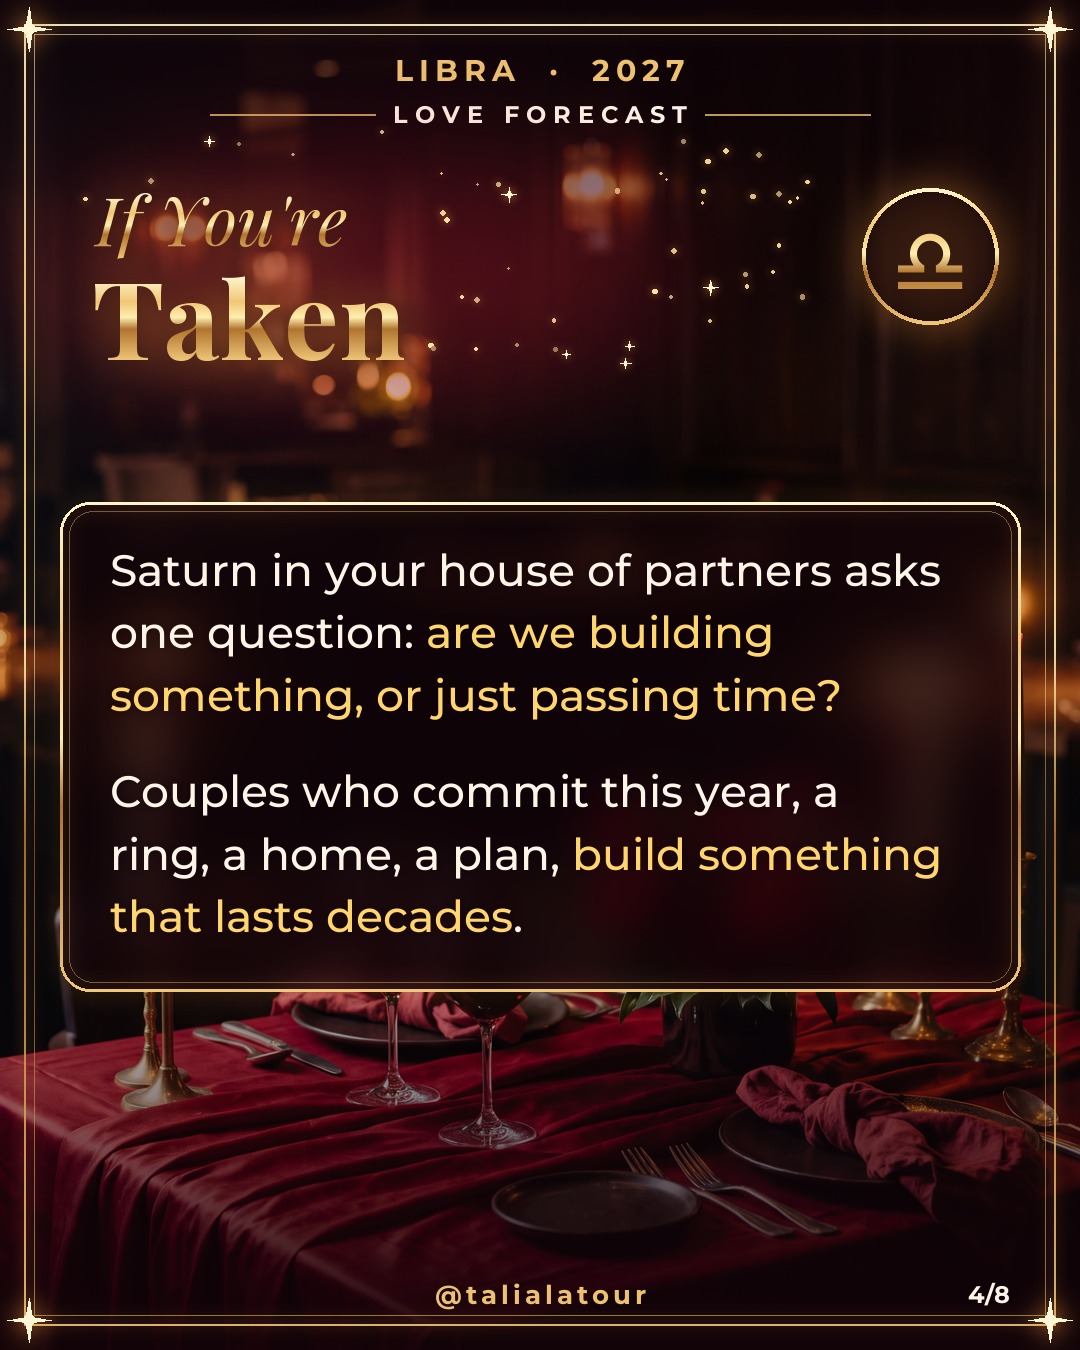 LIBRA · 2027
LOVE FORECAST
If You're
Taken
♎
Saturn in your house of partners asks
one question: are we building
something, or just passing time?
Couples who commit this year, a
ring, a home, a plan, build something
that lasts decades.
@talialatour
4/8